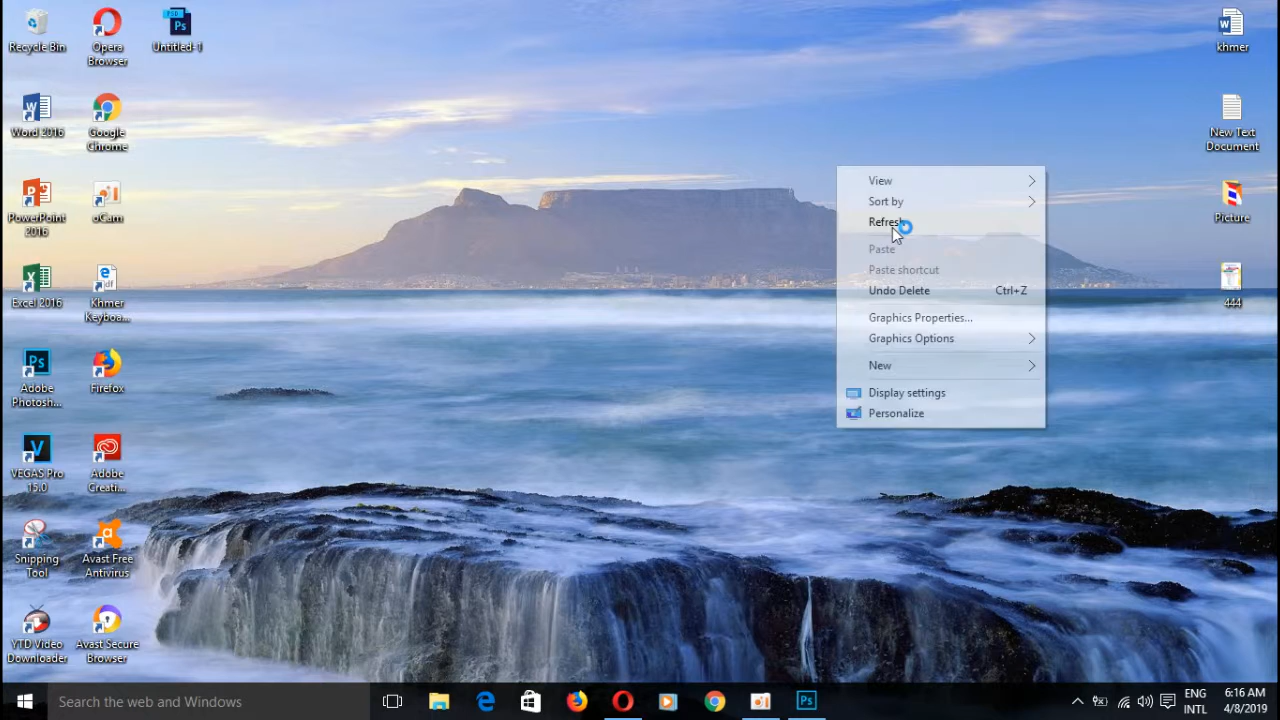 Recycle Bin
Opera
Browser
Untitled-1
Word 2016
Google
Chrome
PowerPoint
2016
oCam
Excel 2016
Khmer
Keyboa...
Adobe
Photosh...
Firefox
VEGAS Pro
15.0
Adobe
Creati...
Snipping
Tool
Avast Free
Antivirus
YTD Video
Downloader
Avast Secure
Browser
khmer
New Text
Document
Picture
444
View
Sort by
Refresh
Paste
Paste shortcut
Undo Delete Ctrl+Z
Graphics Properties...
Graphics Options
New
Display settings
Personalize
Search the web and Windows
ENG
INTL
6:16 AM
4/8/2019